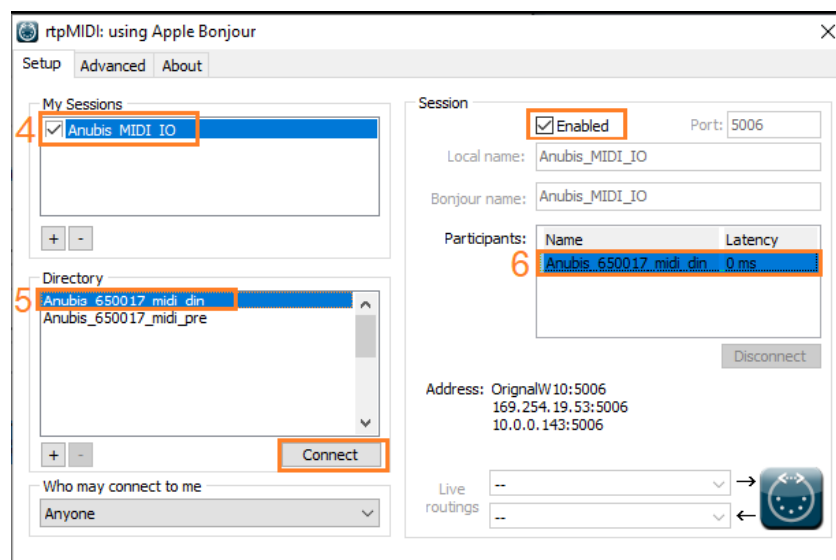 rtpMIDI: using Apple Bonjour
Setup Advanced About
My Sessions
4 Anubis_MIDI_IO
+ -
Directory
5 Anubis_650017_midi_din
Anubis_650017_midi_pre
+ - Connect
Who may connect to me
Anyone
Session
Enabled Port: 5006
Local name: Anubis_MIDI_IO
Bonjour name: Anubis_MIDI_IO
Participants: Name Latency
6 Anubis_650017_midi_din 0 ms
Disconnect
Address: OrignalW10:5006
169.254.19.53:5006
10.0.0.143:5006
Live
routings
--
--